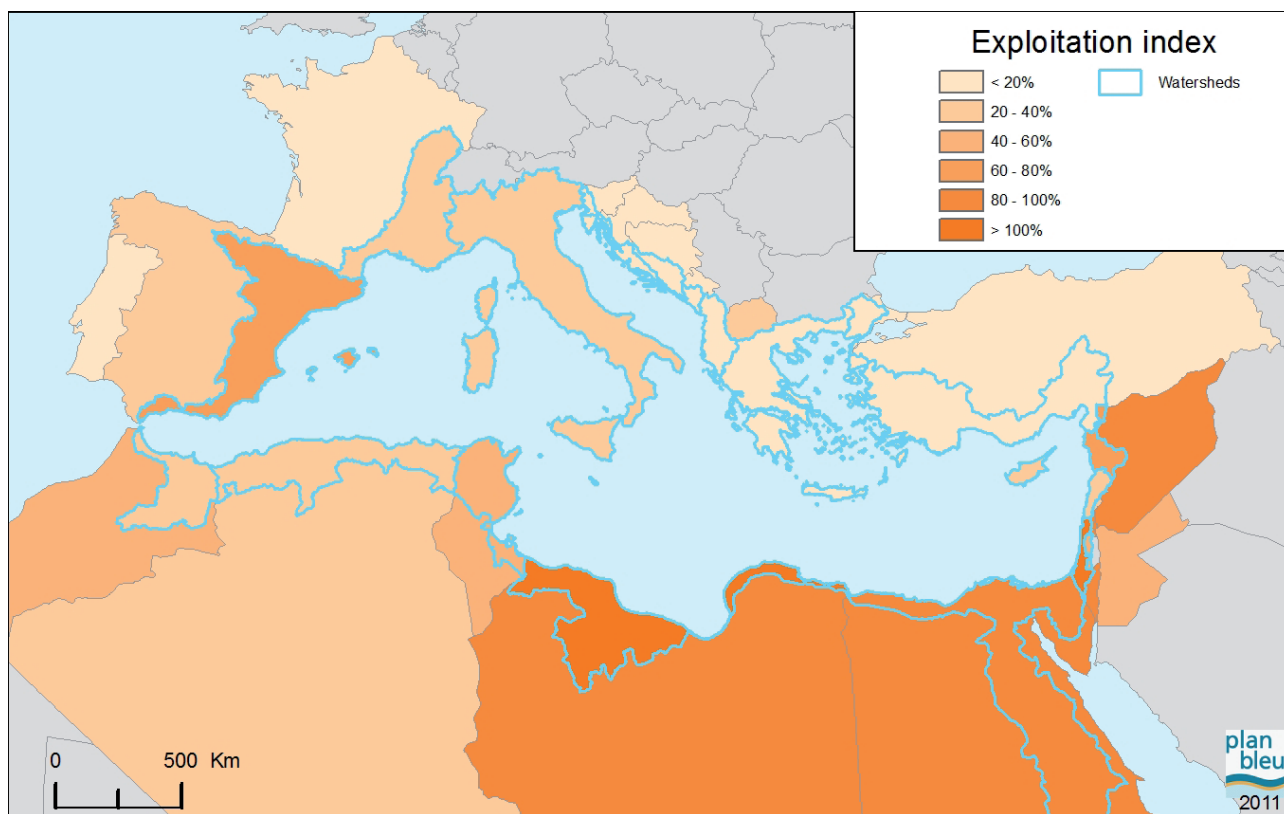 Exploitation index
< 20%
20 - 40%
40 - 60%
60 - 80%
80 - 100%
> 100%
Watersheds
0 500 Km
plan
bleu
2011